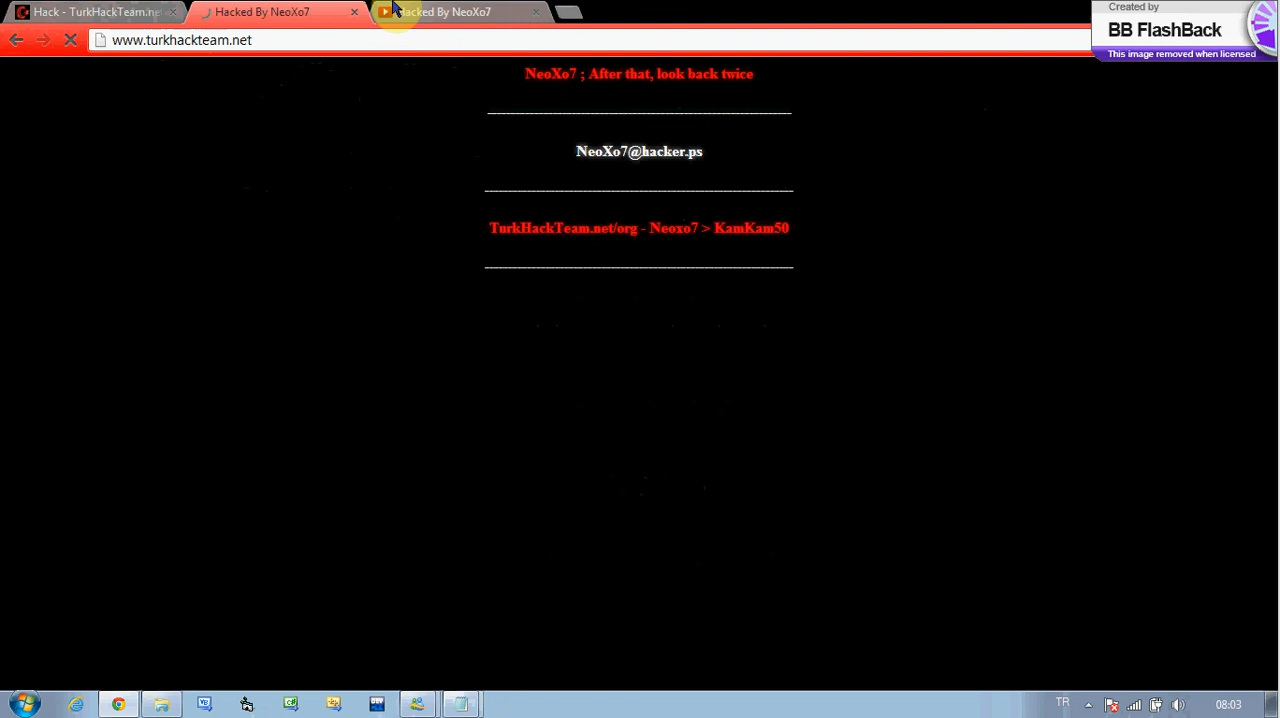 Hack - TurkHackTeam.ne
Hacked By NeoXo7
Hacked By NeoXo7
www.turkhackteam.net
Created by
BB FlashBack
This image removed when licensed
NeoXo7 ; After that, look back twice
NeoXo7@hacker.ps
TurkHackTeam.net/org - Neoxo7 > KamKam50
TR
08:03